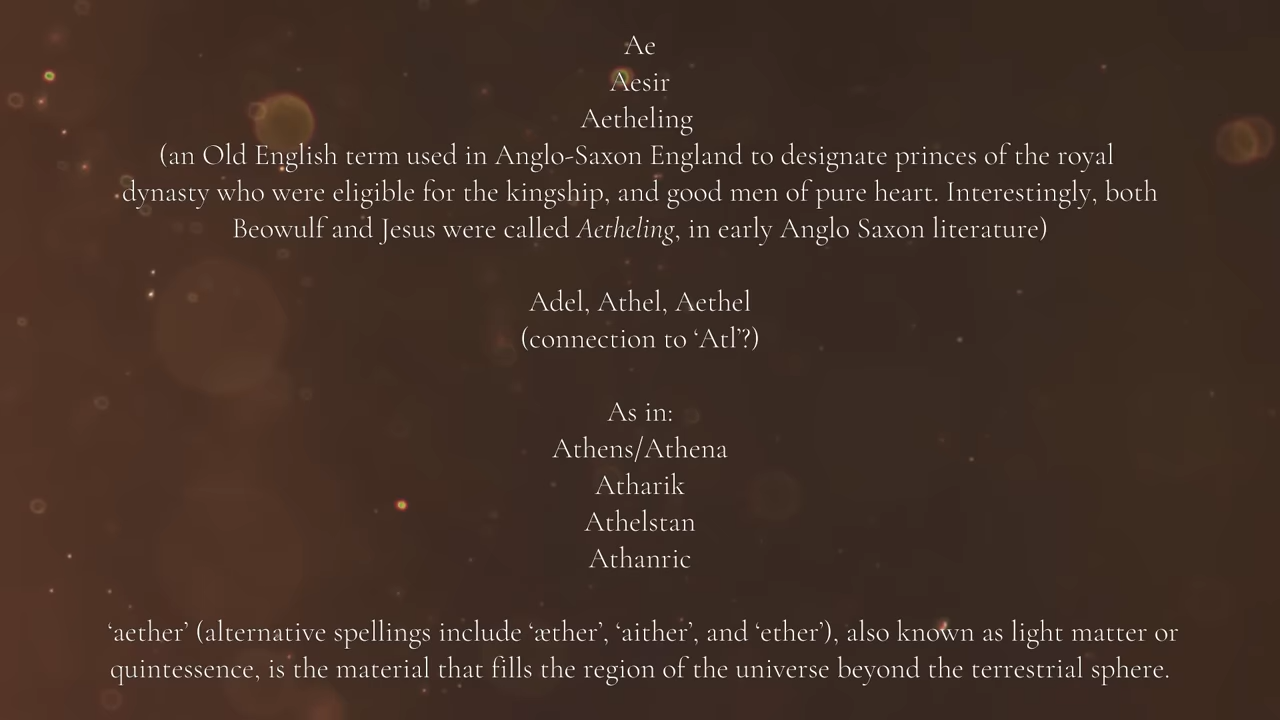 Ae
Aesir
Aetheling
(an Old English term used in Anglo-Saxon England to designate princes of the royal
dynasty who were eligible for the kingship, and good men of pure heart. Interestingly, both
Beowulf and Jesus were called Aetheling, in early Anglo Saxon literature)
Adel, Athel, Aethel
(connection to ‘Atl’?)
As in:
Athens/Athena
Atharik
Athelstan
Athanric
‘aether’ (alternative spellings include ‘æther’, ‘aither’, and ‘ether’), also known as light matter or
quintessence, is the material that fills the region of the universe beyond the terrestrial sphere.